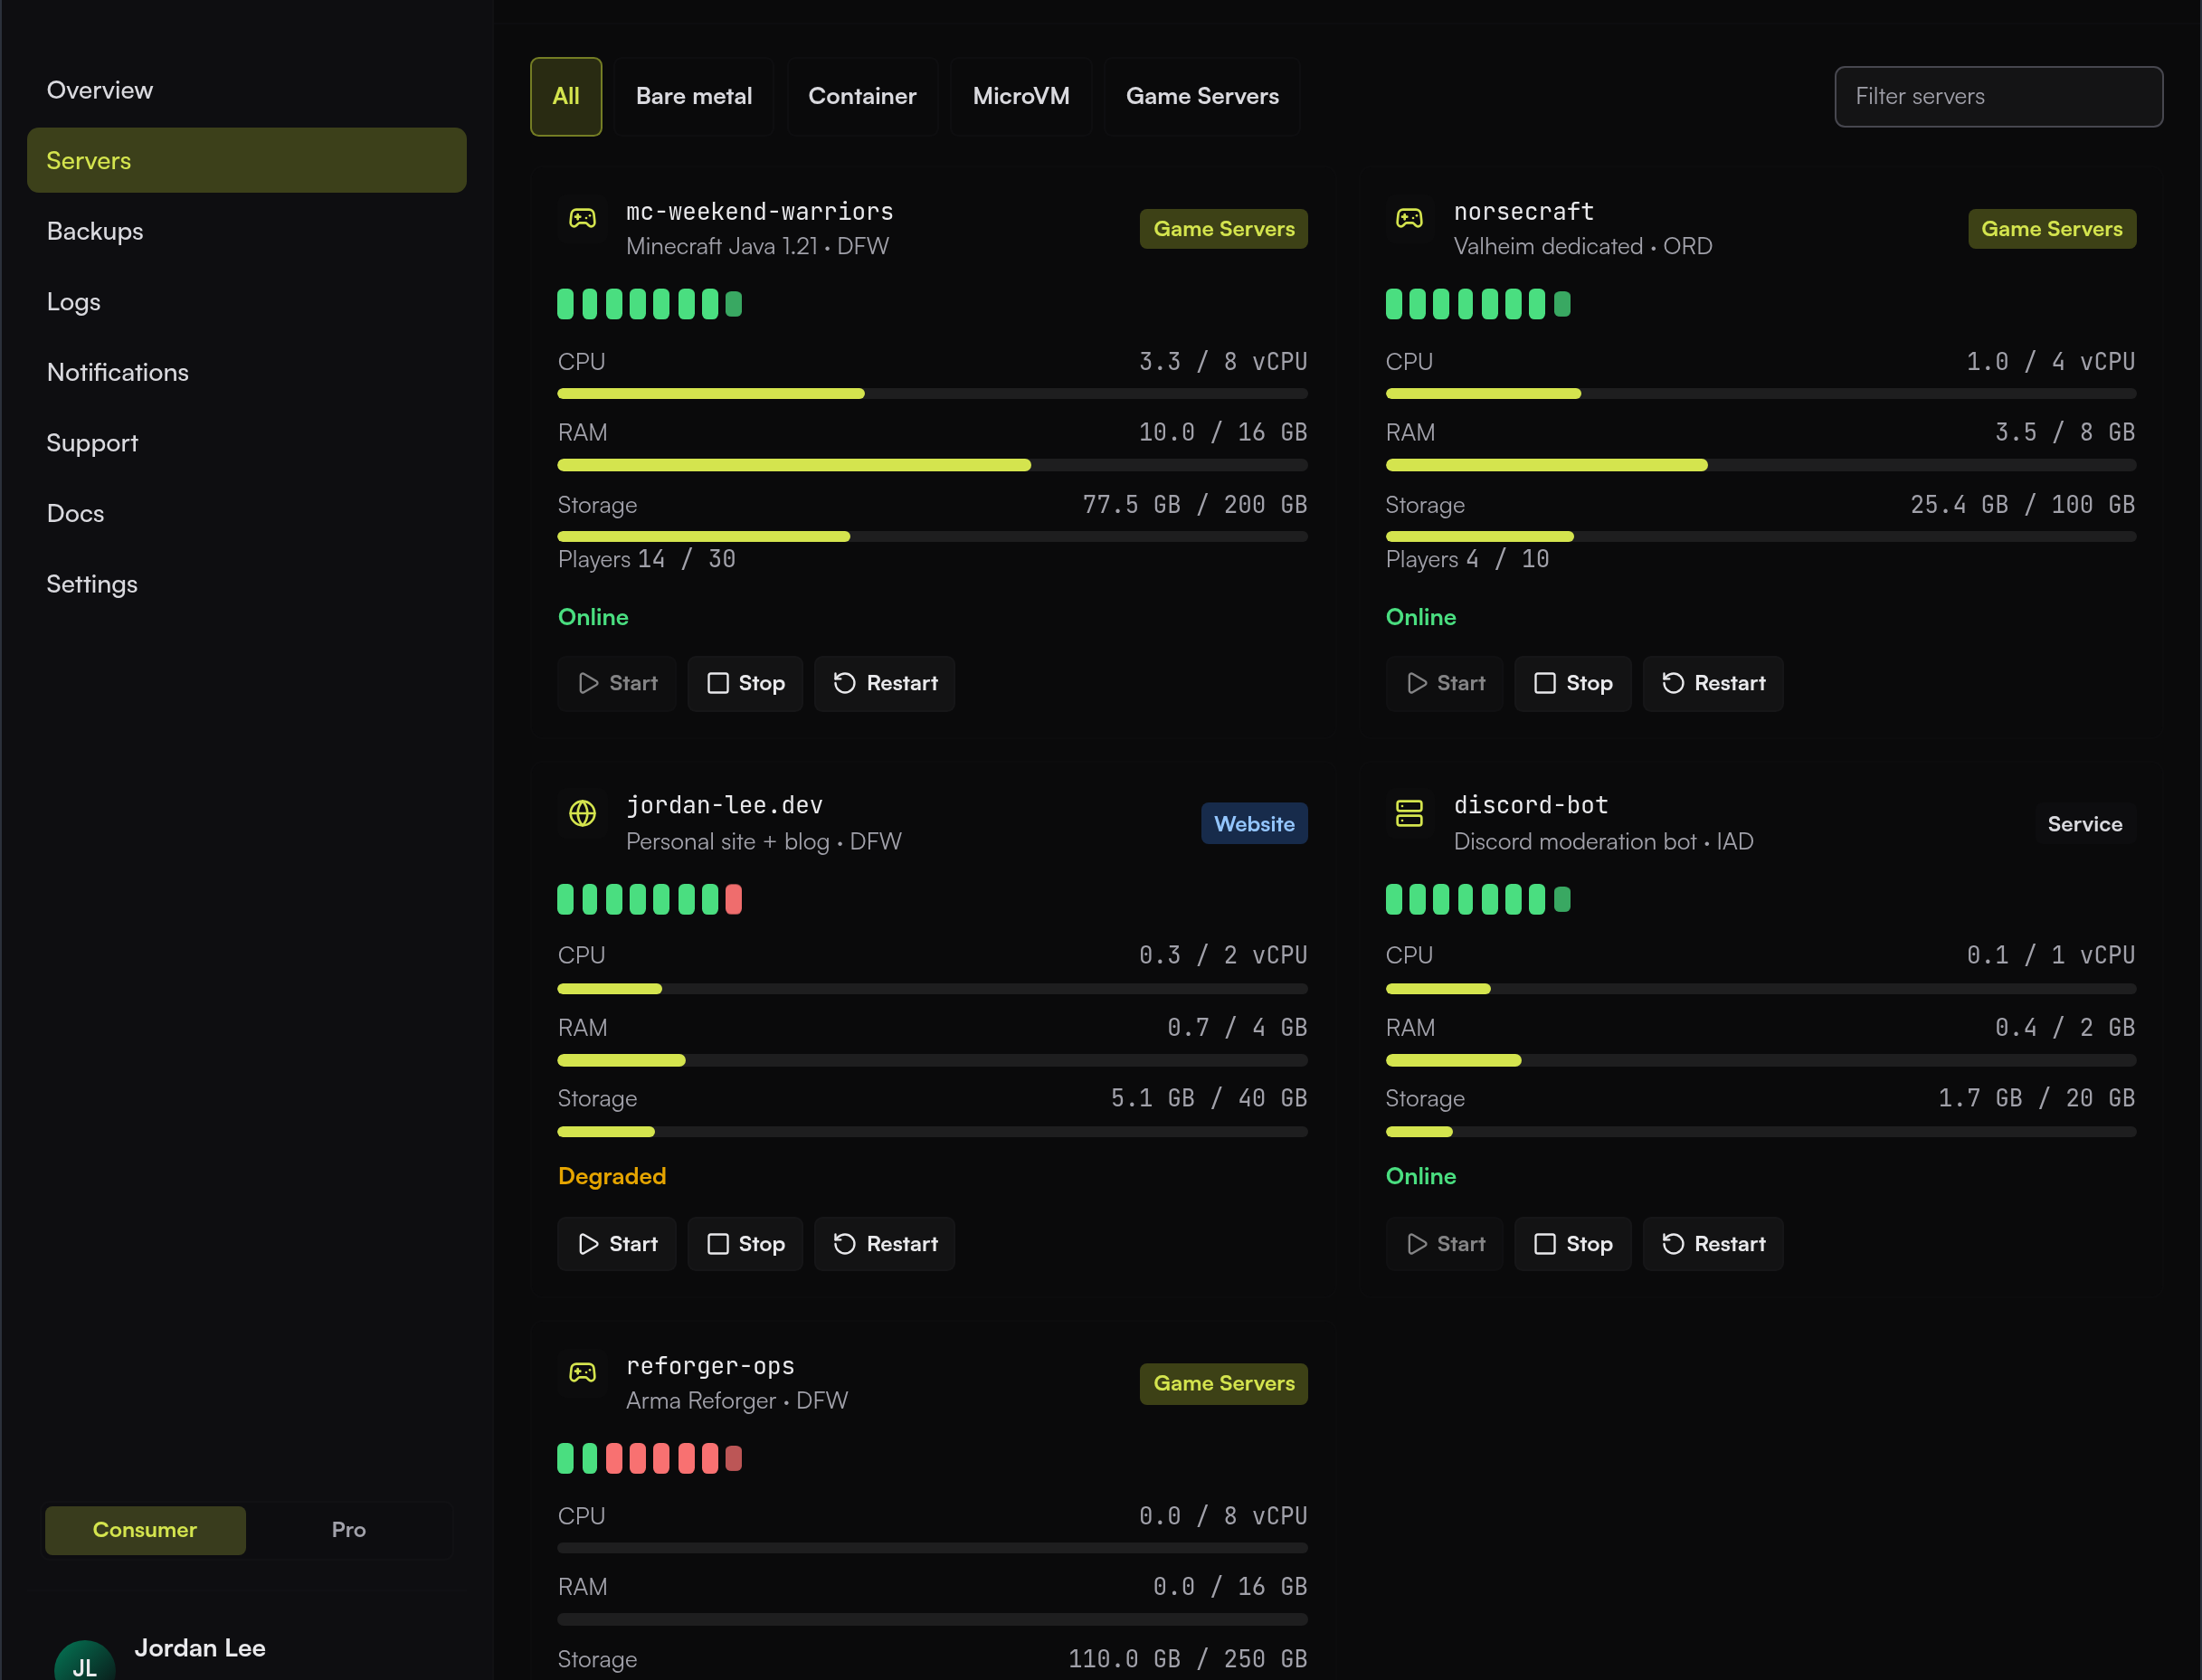 Overview
Servers
Backups
Logs
Notifications
Support
Docs
Settings
Consumer
Pro
JL
Jordan Lee
All
Bare metal
Container
MicroVM
Game Servers
Filter servers
mc-weekend-warriors
Minecraft Java 1.21 • DFW
Game Servers
CPU
3.3 / 8 vCPU
RAM
10.0 / 16 GB
Storage
77.5 GB / 200 GB
Players 14 / 30
Online
Start
Stop
Restart
norsecraft
Valheim dedicated • ORD
Game Servers
CPU
1.0 / 4 vCPU
RAM
3.5 / 8 GB
Storage
25.4 GB / 100 GB
Players 4 / 10
Online
Start
Stop
Restart
jordan-lee.dev
Personal site + blog • DFW
Website
CPU
0.3 / 2 vCPU
RAM
0.7 / 4 GB
Storage
5.1 GB / 40 GB
Degraded
Start
Stop
Restart
discord-bot
Discord moderation bot • IAD
Service
CPU
0.1 / 1 vCPU
RAM
0.4 / 2 GB
Storage
1.7 GB / 20 GB
Online
Start
Stop
Restart
reforger-ops
Arma Reforger • DFW
Game Servers
CPU
0.0 / 8 vCPU
RAM
0.0 / 16 GB
Storage
110.0 GB / 250 GB